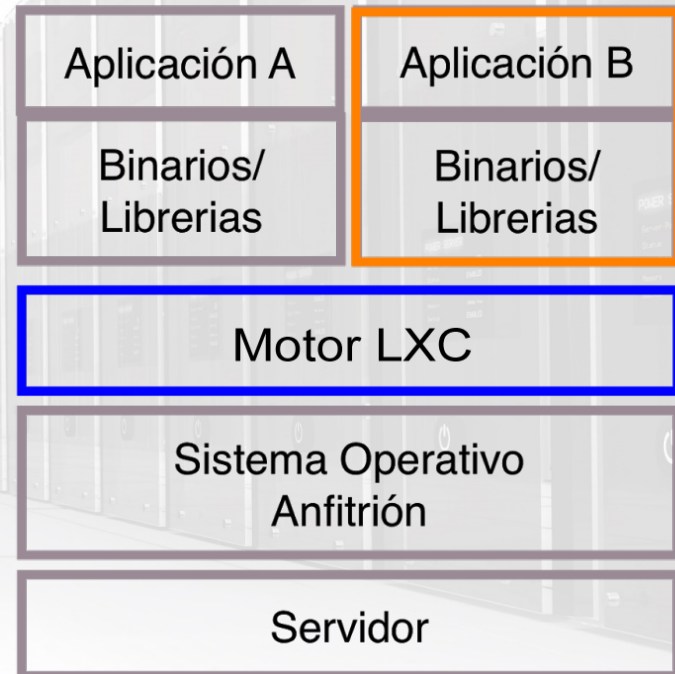 Aplicación A
Aplicación B
Binarios/
Librerias
Binarios/
Librerias
Motor LXC
Sistema Operativo
Anfitrión
Servidor